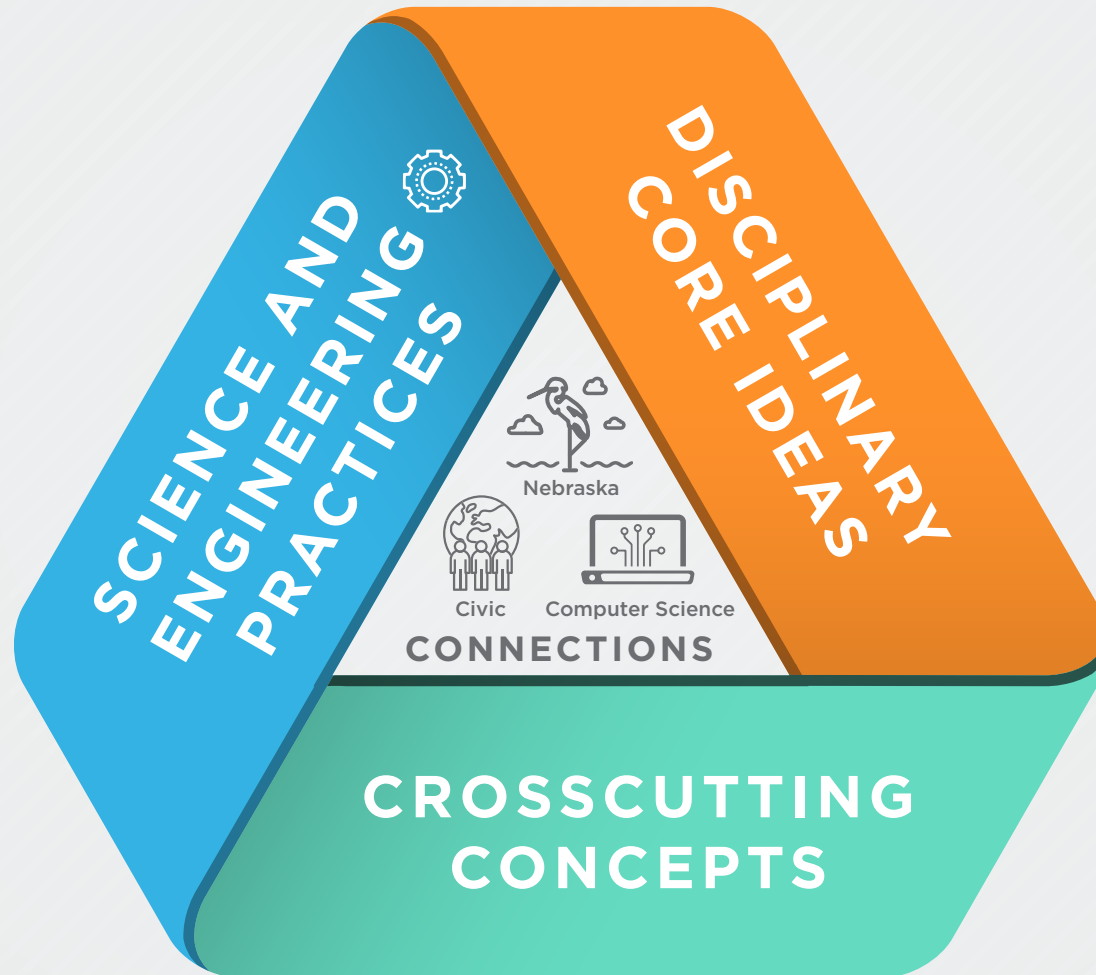 SCIENCE AND
ENGINEERING
PRACTICES
DISCIPLINARY
CORE IDEAS
Nebraska
Civic
Computer Science
CONNECTIONS
CROSSCUTTING
CONCEPTS